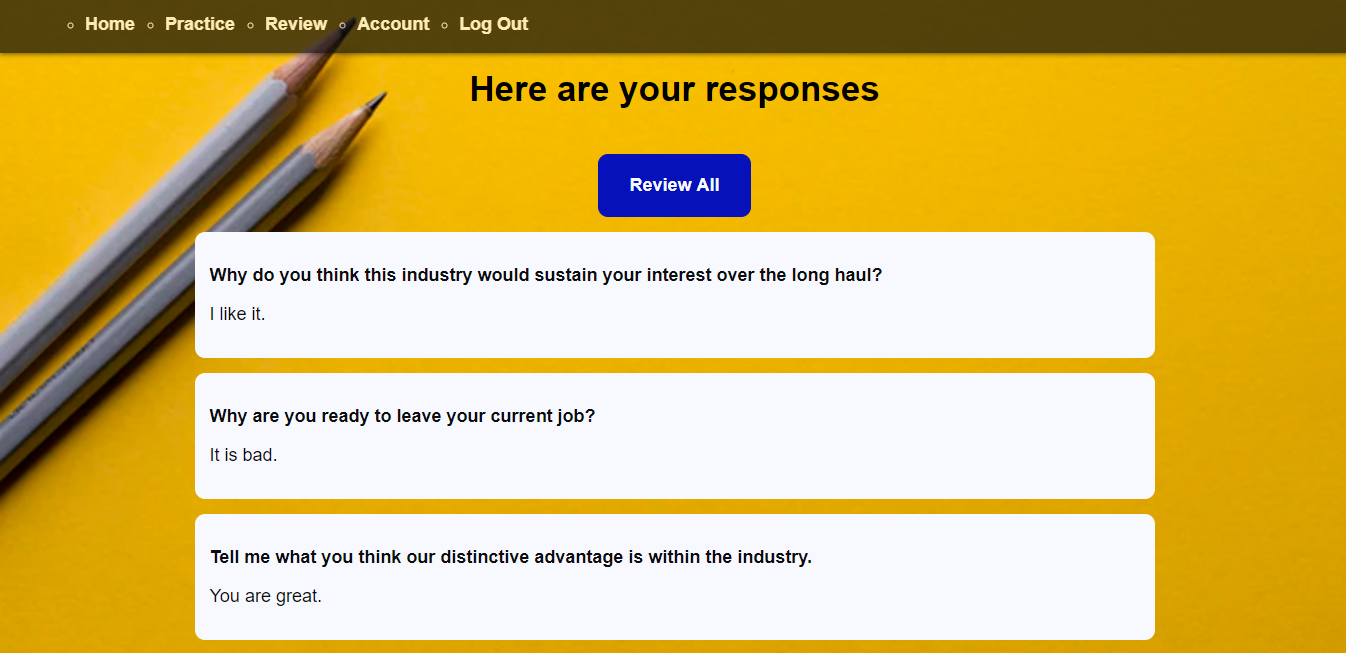 Home Practice Review Account Log Out
Here are your responses
Review All
Why do you think this industry would sustain your interest over the long haul?
I like it.
Why are you ready to leave your current job?
It is bad.
Tell me what you think our distinctive advantage is within the industry.
You are great.